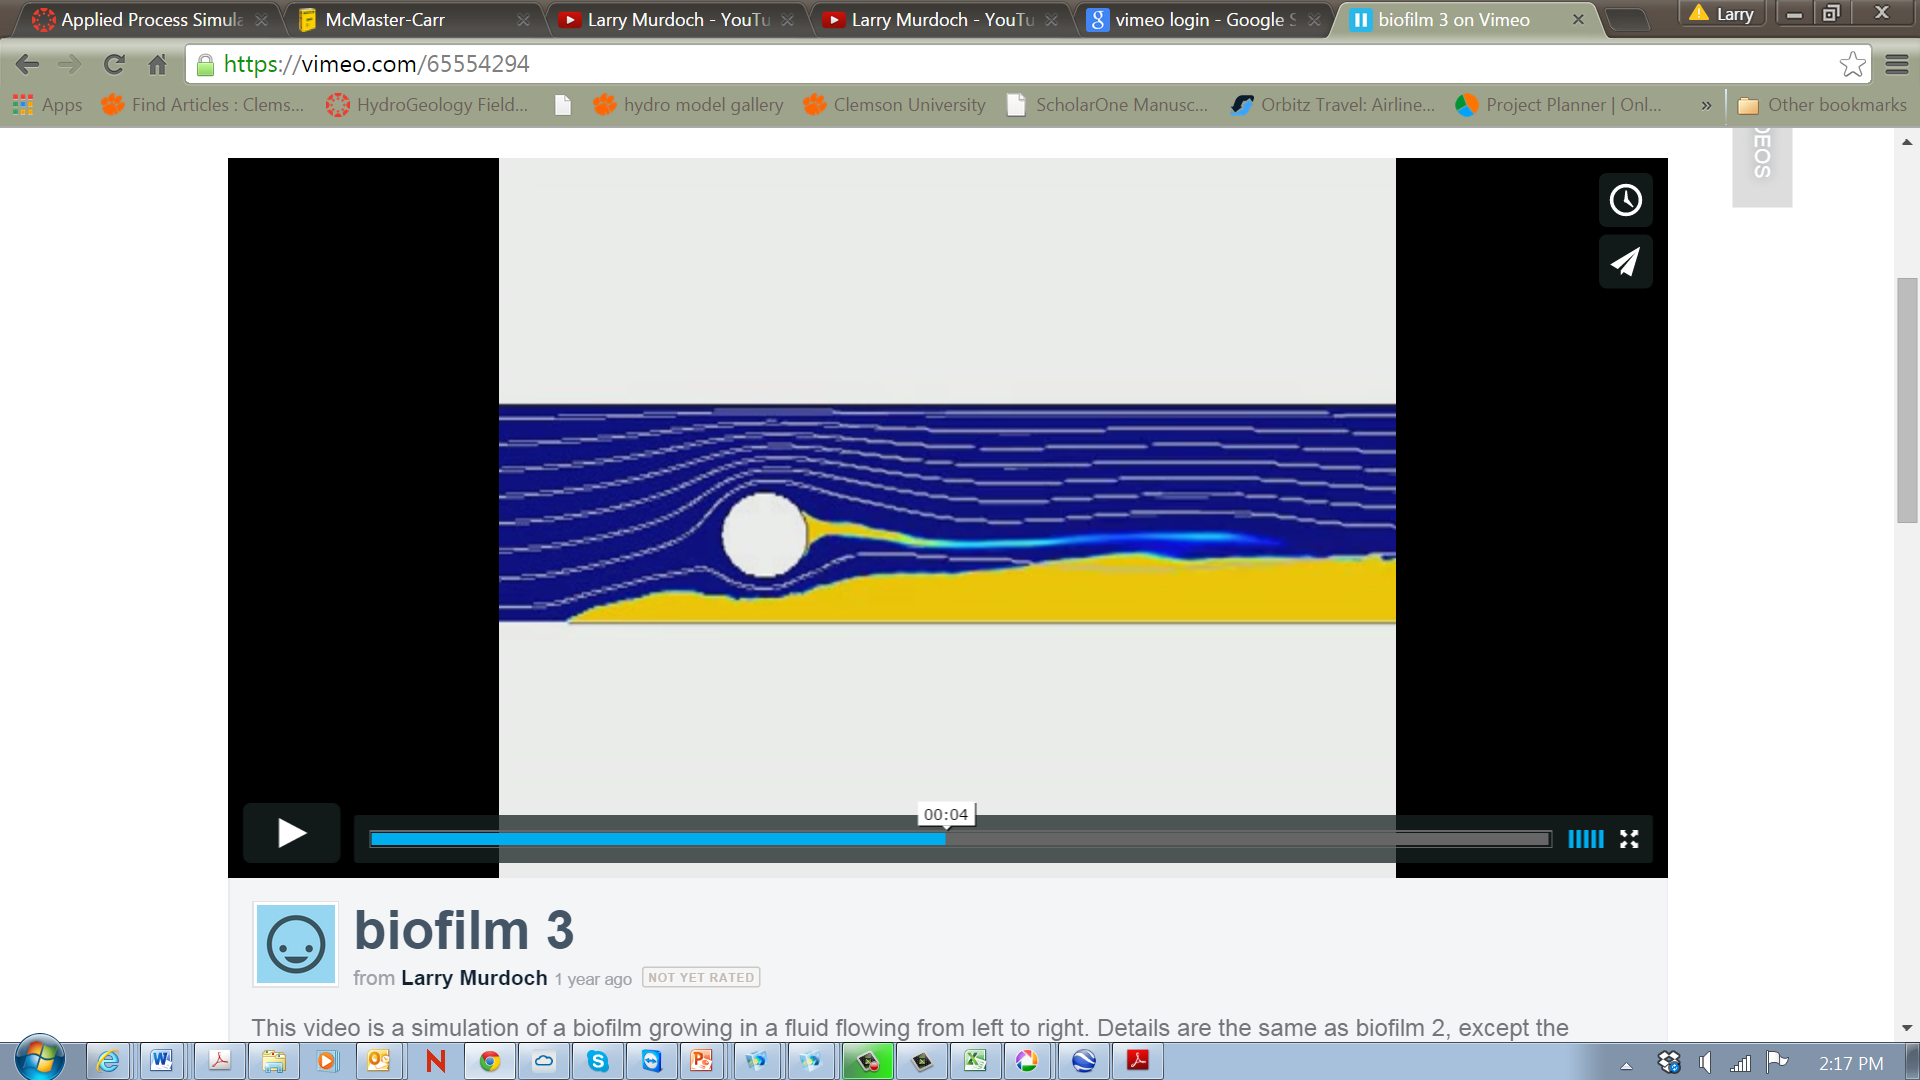 Applied Process Simula
McMaster-Carr
Larry Murdoch - YouTu
Larry Murdoch - YouTu
vimeo login - Google S
biofilm 3 on Vimeo
Larry
https://vimeo.com/65554294
Apps
Find Articles : Clems...
HydroGeology Field...
hydro model gallery
Clemson University
ScholarOne Manusc...
Orbitz Travel: Airline...
Project Planner | Onl...
»
Other bookmarks
DEOS
00:04
biofilm 3
from Larry Murdoch 1 year ago NOT YET RATED
This video is a simulation of a biofilm growing in a fluid flowing from left to right. Details are the same as biofilm 2, except the
2:17 PM